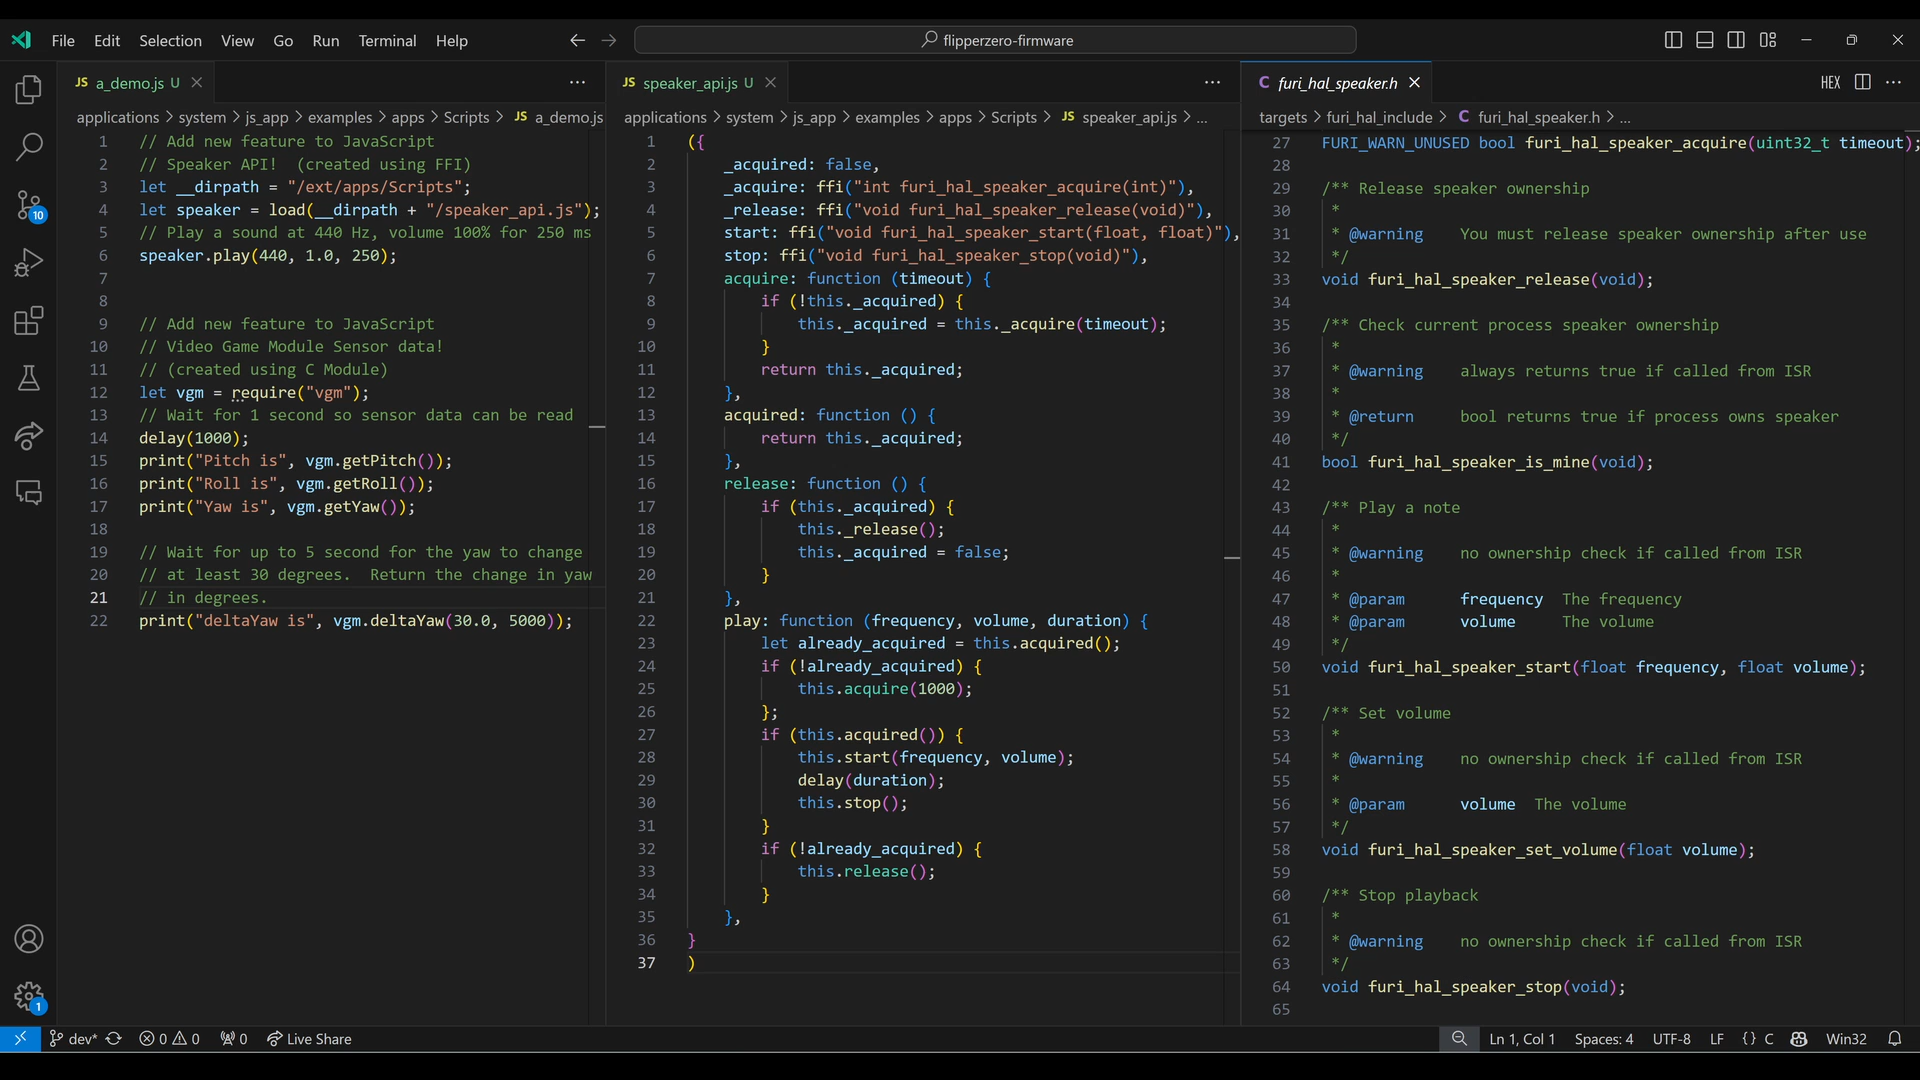 File Edit Selection View Go Run Terminal Help
flipperzero-firmware
JS a_demo.js U
applications > system > js_app > examples > apps > Scripts > JS a_demo.js
1 // Add new feature to JavaScript
2 // Speaker API!  (created using FFI)
3 let __dirpath = "/ext/apps/Scripts";
4 let speaker = load(__dirpath + "/speaker_api.js");
5 // Play a sound at 440 Hz, volume 100% for 250 ms
6 speaker.play(440, 1.0, 250);
7
8
9 // Add new feature to JavaScript
10 // Video Game Module Sensor data!
11 // (created using C Module)
12 let vgm = require("vgm");
13 // Wait for 1 second so sensor data can be read
14 delay(1000);
15 print("Pitch is", vgm.getPitch());
16 print("Roll is", vgm.getRoll());
17 print("Yaw is", vgm.getYaw());
18
19 // Wait for up to 5 second for the yaw to change
20 // at least 30 degrees.  Return the change in yaw
21 // in degrees.
22 print("deltaYaw is", vgm.deltaYaw(30.0, 5000));
JS speaker_api.js U
applications > system > js_app > examples > apps > Scripts > JS speaker_api.js > ...
1 ({
2     _acquired: false,
3     _acquire: ffi("int furi_hal_speaker_acquire(int)"),
4     _release: ffi("void furi_hal_speaker_release(void)"),
5     start: ffi("void furi_hal_speaker_start(float, float)"),
6     stop: ffi("void furi_hal_speaker_stop(void)"),
7     acquire: function (timeout) {
8         if (!this._acquired) {
9             this._acquired = this._acquire(timeout);
10         }
11         return this._acquired;
12     },
13     acquired: function () {
14         return this._acquired;
15     },
16     release: function () {
17         if (this._acquired) {
18             this._release();
19             this._acquired = false;
20         }
21     },
22     play: function (frequency, volume, duration) {
23         let already_acquired = this.acquired();
24         if (!already_acquired) {
25             this.acquire(1000);
26         };
27         if (this.acquired()) {
28             this.start(frequency, volume);
29             delay(duration);
30             this.stop();
31         }
32         if (!already_acquired) {
33             this.release();
34         }
35     },
36 }
37 )
C furi_hal_speaker.h
HEX
targets > furi_hal_include > C furi_hal_speaker.h > ...
27 FURI_WARN_UNUSED bool furi_hal_speaker_acquire(uint32_t timeout);
28
29 /** Release speaker ownership
30  *
31  * @warning    You must release speaker ownership after use
32  */
33 void furi_hal_speaker_release(void);
34
35 /** Check current process speaker ownership
36  *
37  * @warning    always returns true if called from ISR
38  *
39  * @return     bool returns true if process owns speaker
40  */
41 bool furi_hal_speaker_is_mine(void);
42
43 /** Play a note
44  *
45  * @warning    no ownership check if called from ISR
46  *
47  * @param      frequency  The frequency
48  * @param      volume     The volume
49  */
50 void furi_hal_speaker_start(float frequency, float volume);
51
52 /** Set volume
53  *
54  * @warning    no ownership check if called from ISR
55  *
56  * @param      volume  The volume
57  */
58 void furi_hal_speaker_set_volume(float volume);
59
60 /** Stop playback
61  *
62  * @warning    no ownership check if called from ISR
63  */
64 void furi_hal_speaker_stop(void);
65
10
1
dev* 0 0 0 Live Share
Ln 1, Col 1 Spaces: 4 UTF-8 LF {} C Win32